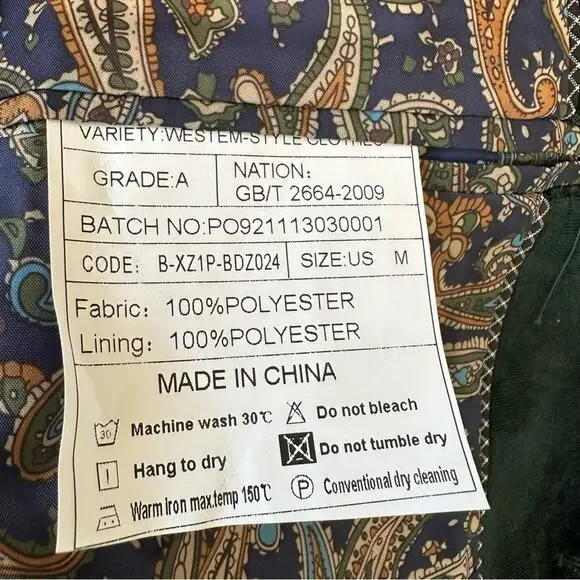 VARIETY:WESTEM-STYLE CLOTHES
GRADE:A
NATION:
GB/T 2664-2009
BATCH NO:PO921113030001
CODE: B-XZ1P-BDZ024 SIZE:US M
Fabric: 100%POLYESTER
Lining: 100%POLYESTER
MADE IN CHINA
30 Machine wash 30℃ Do not bleach
Hang to dry Do not tumble dry
Warm Iron max.temp 150℃ P Conventional dry cleaning